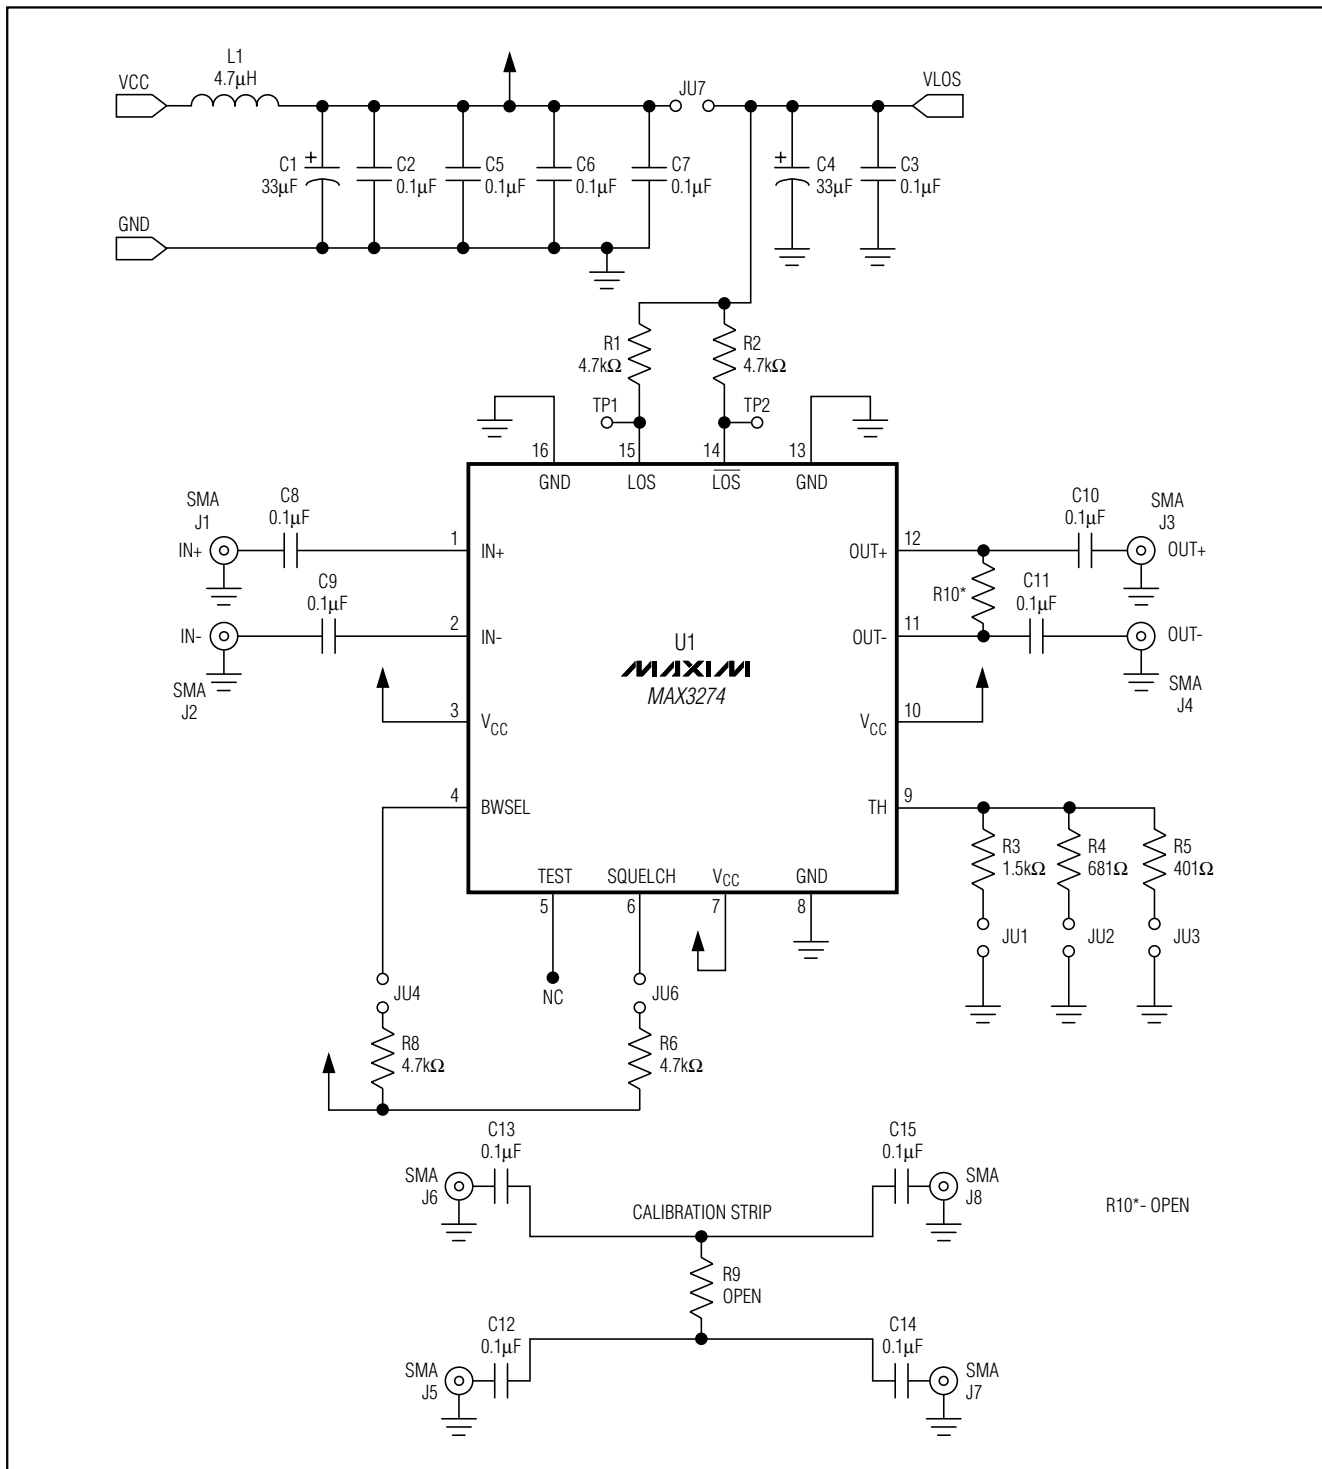 L1
4.7µH
VCC
JU7
VLOS
+
C1
33µF
C2
0.1µF
C5
0.1µF
C6
0.1µF
C7
0.1µF
+
C4
33µF
C3
0.1µF
GND
R1
4.7kΩ
R2
4.7kΩ
TP1
TP2
16
15
14
13
GND
LOS
LOS
GND
SMA
J1
IN+
C8
0.1µF
1
IN+
C9
0.1µF
IN-
2
IN-
SMA
J2
3
VCC
4
BWSEL
U1
MAXIM
MAX3274
OUT+
12
C10
0.1µF
SMA
J3
OUT+
R10*
C11
0.1µF
OUT-
11
OUT-
SMA
J4
VCC
10
TH
9
R3
1.5kΩ
R4
681Ω
R5
401Ω
JU1
JU2
JU3
TEST
SQUELCH
VCC
GND
5
6
7
8
NC
JU4
JU6
R8
4.7kΩ
R6
4.7kΩ
C13
0.1µF
SMA
J6
C15
0.1µF
SMA
J8
CALIBRATION STRIP
R10*- OPEN
R9
OPEN
C12
0.1µF
SMA
J5
C14
0.1µF
SMA
J7